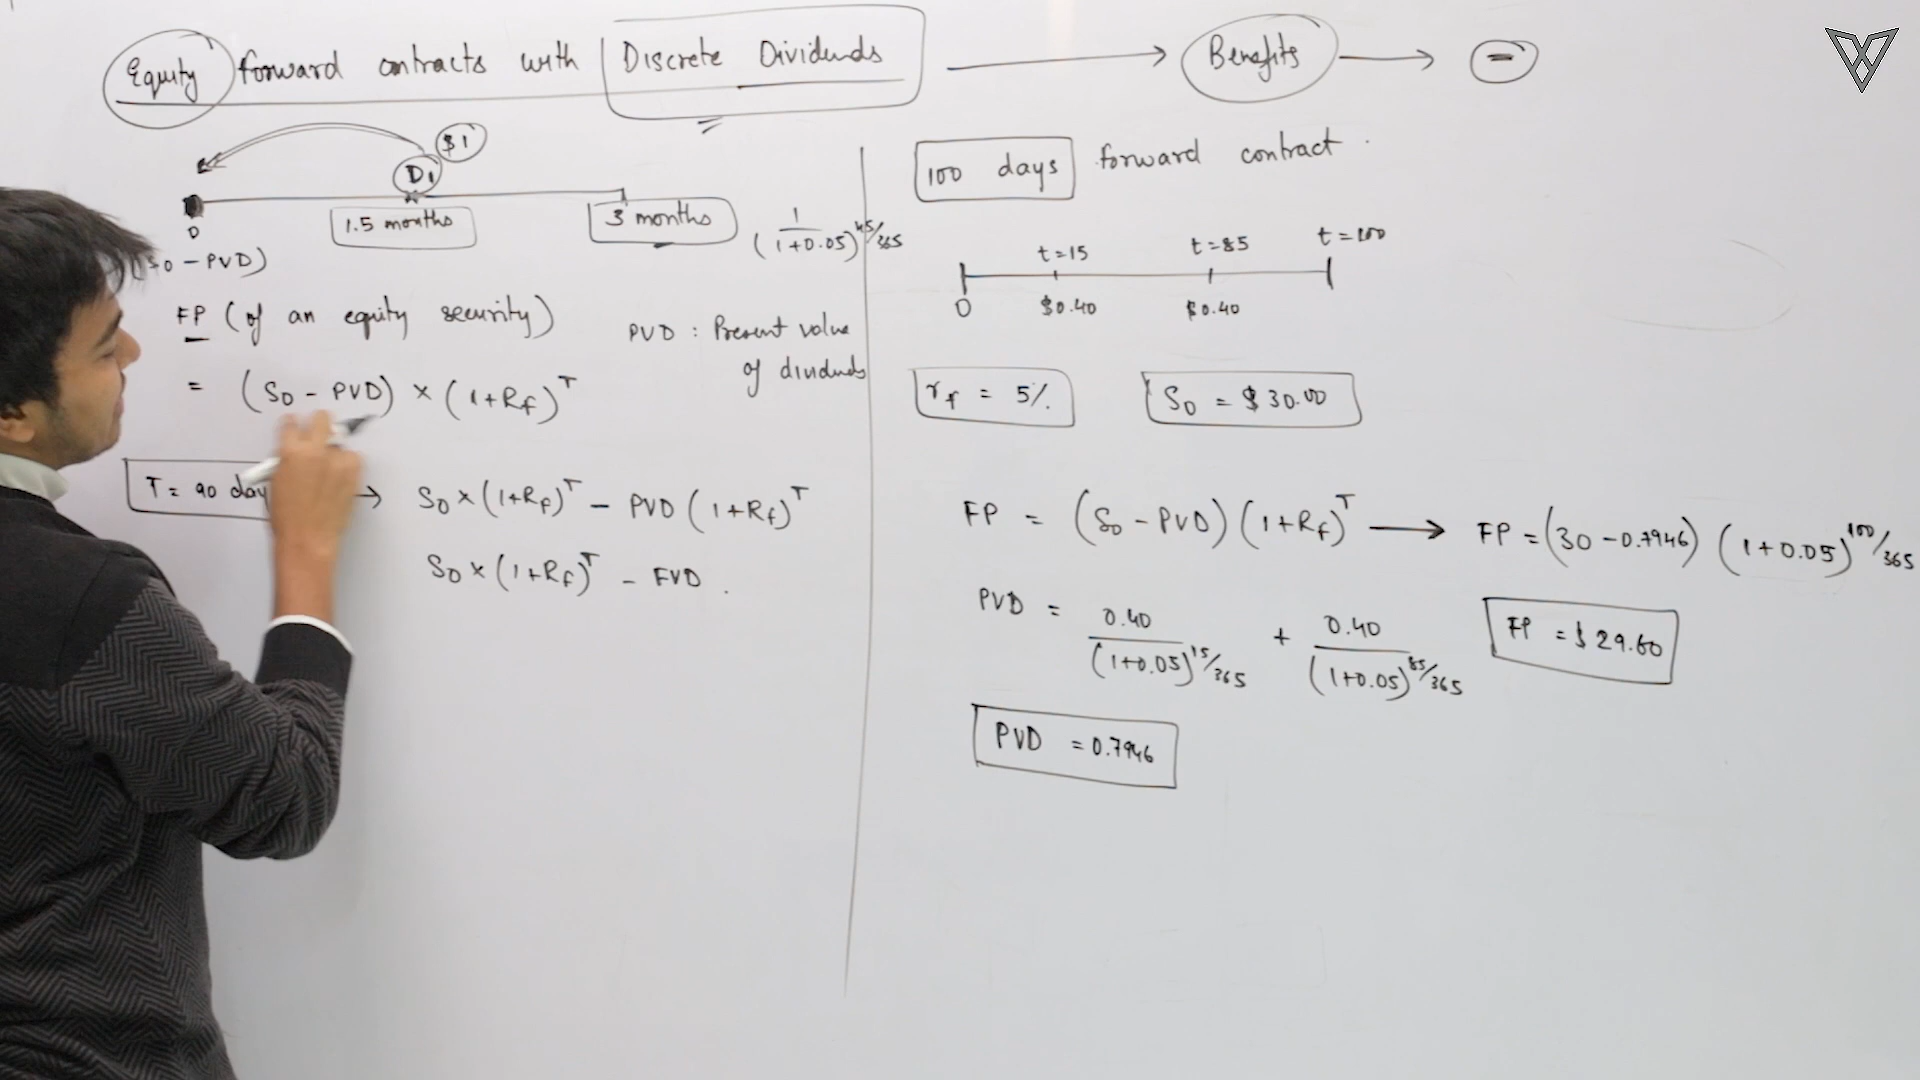 Equity forward contracts with Discrete Dividends → Benefits → −
$1
D1
0 1.5 months 3 months
1/(1+0.05)^45/365
(S0 − PVD)
FP (of an equity security)
PVD : Present value
of dividends
= (S0 − PVD) × (1+Rf)^T
T = 90 day → S0 × (1+Rf)^T − PVD (1+Rf)^T
S0 × (1+Rf)^T − FVD .
100 days forward contract .
t=15 t=85 t=100
0 $0.40 $0.40
rf = 5% S0 = $30.00
FP = (S0 − PVD) (1+Rf)^T → FP = (30 − 0.7946) (1+0.05)^100/365
PVD = 0.40/(1+0.05)^15/365 + 0.40/(1+0.05)^85/365
FP = $29.60
PVD = 0.7946